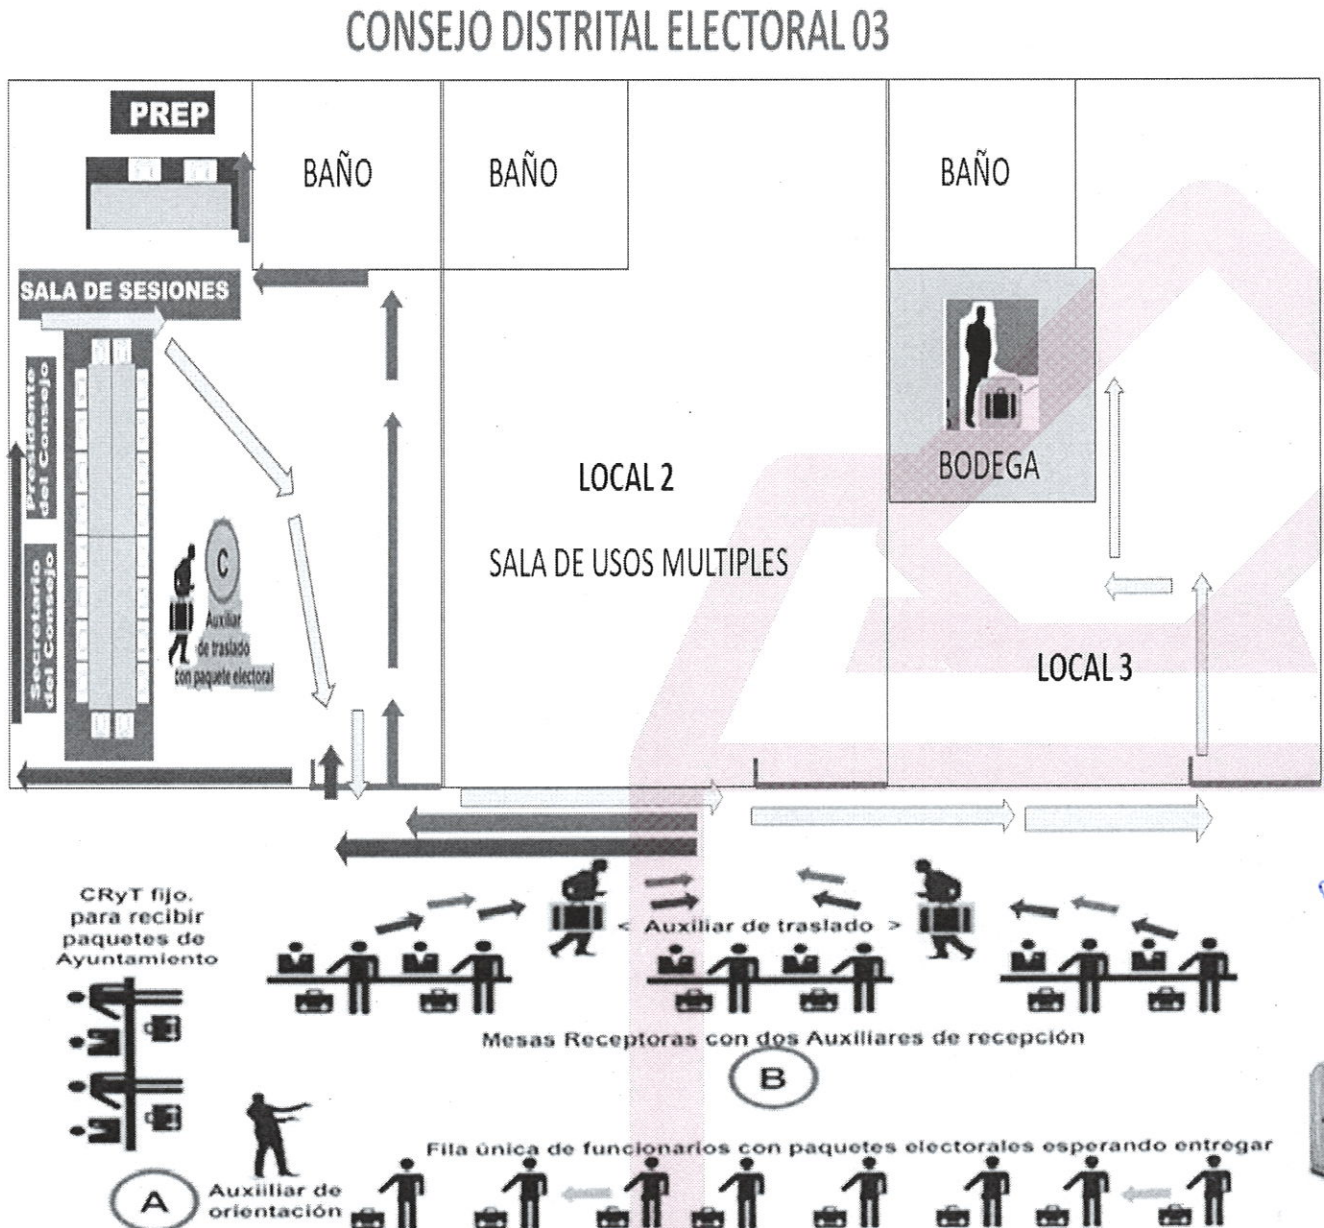 CONSEJO DISTRITAL ELECTORAL 03
PREP
BAÑO
BAÑO
BAÑO
SALA DE SESIONES
Presidente
del Consejo
Secretario
del Consejo
C
Auxiliar
de traslado
con paquete electoral
LOCAL 2
SALA DE USOS MULTIPLES
BODEGA
LOCAL 3
CRyT fijo.
para recibir
paquetes de
Ayuntamiento
< Auxiliar de traslado >
Mesas Receptoras con dos Auxiliares de recepción
B
Fila única de funcionarios con paquetes electorales esperando entregar
A
Auxiiliar de
orientación